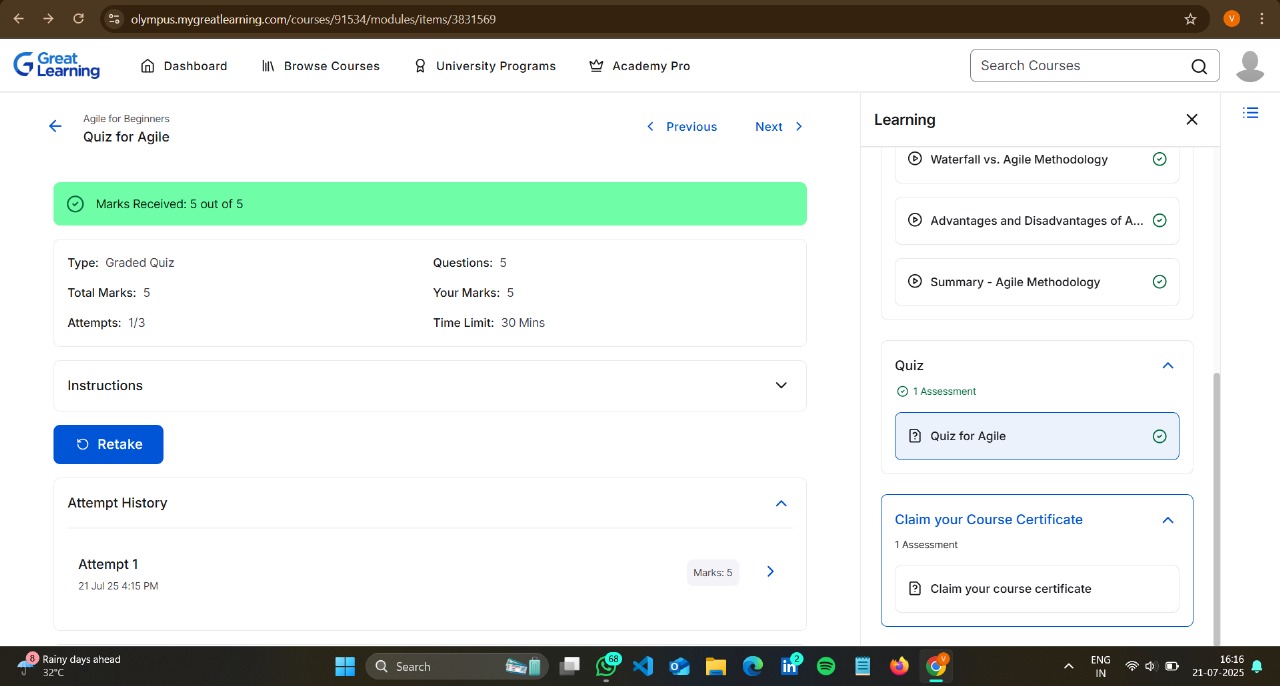 olympus.mygreatlearning.com/courses/91534/modules/items/3831569
V
Great Learning
Dashboard
Browse Courses
University Programs
Academy Pro
Search Courses
Agile for Beginners
Quiz for Agile
Previous
Next
Marks Received: 5 out of 5
Type: Graded Quiz
Questions: 5
Total Marks: 5
Your Marks: 5
Attempts: 1/3
Time Limit: 30 Mins
Instructions
Retake
Attempt History
Attempt 1
21 Jul 25 4:15 PM
Marks: 5
Learning
Waterfall vs. Agile Methodology
Advantages and Disadvantages of A...
Summary - Agile Methodology
Quiz
1 Assessment
Quiz for Agile
Claim your Course Certificate
1 Assessment
Claim your course certificate
8
Rainy days ahead
32°C
Search
68
2
V
ENG
IN
16:16
21-07-2025